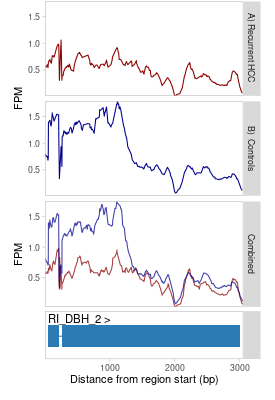 1.5
1.0
0.5
FPM
A) Recurrent HCC
1.5
1.0
0.5
B): Controls
1.5
1.0
0.5
FPM
Combined
RI_DBH_2 >
0 1000 2000 3000
Distance from region start (bp)